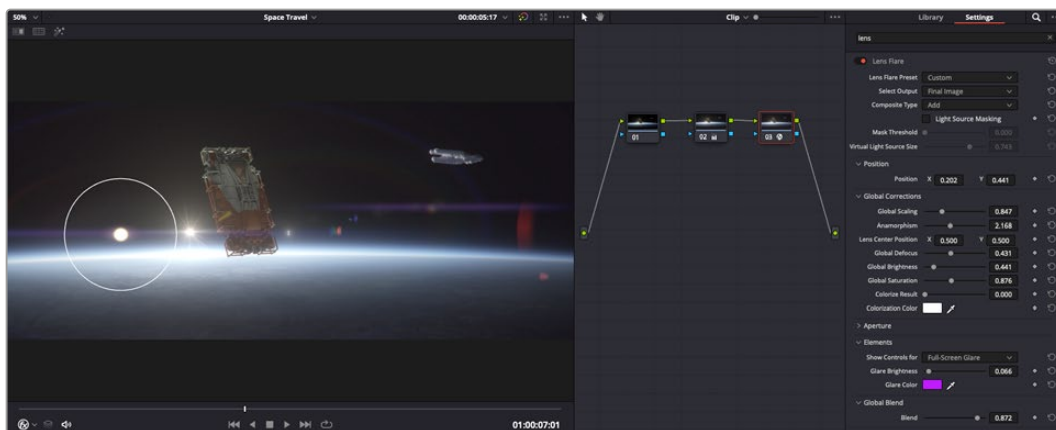 50%
Space Travel
00:00:05:17
Clip
Library
Settings
lens
Lens Flare
Lens Flare Preset
Custom
Select Output
Final Image
Composite Type
Add
Light Source Masking
Mask Threshold
0.000
Virtual Light Source Size
0.743
Position
Position X 0.202 Y 0.441
Global Corrections
Global Scaling 0.847
Anamorphism 2.168
Lens Center Position X 0.500 Y 0.500
Global Defocus 0.431
Global Brightness 0.441
Global Saturation 0.876
Colorize Result 0.000
Colorization Color
Aperture
Elements
Show Controls for Full-Screen Glare
Glare Brightness 0.066
Glare Color
Global Blend
Blend 0.872
01
02
03
fx
01:00:07:01